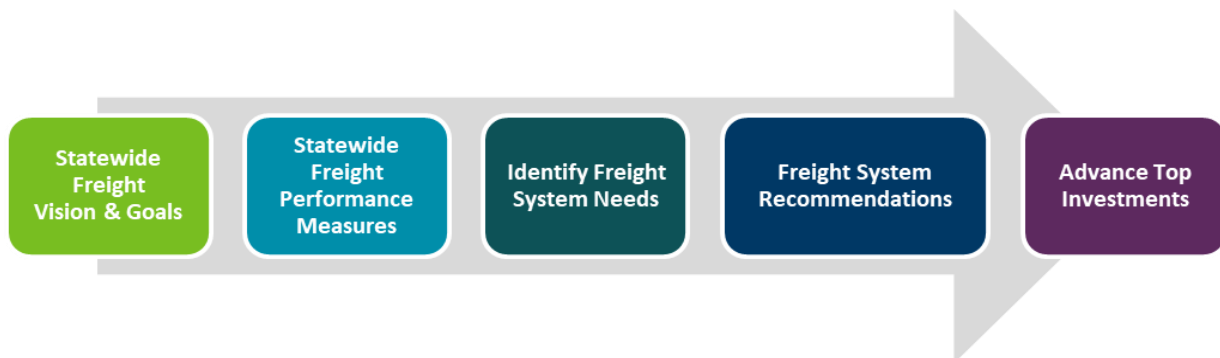 Statewide
Freight
Vision & Goals
Statewide
Freight
Performance
Measures
Identify Freight
System Needs
Freight System
Recommendations
Advance Top
Investments